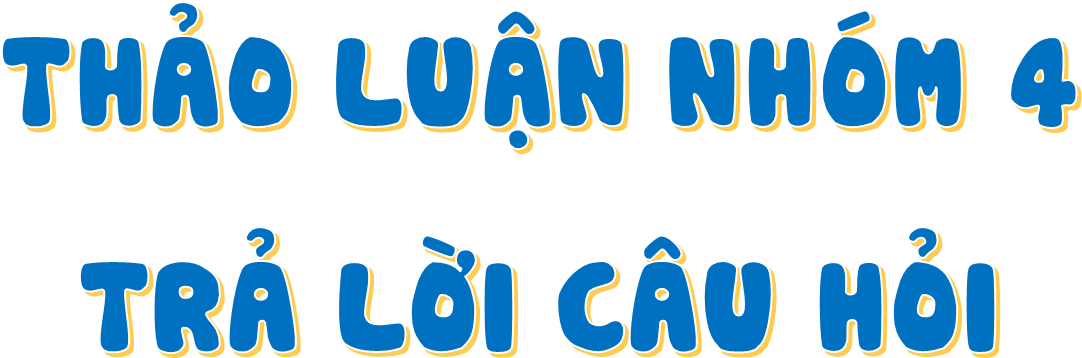 THẢO LUẬN NHÓM 4
TRẢ LỜI CÂU HỎI